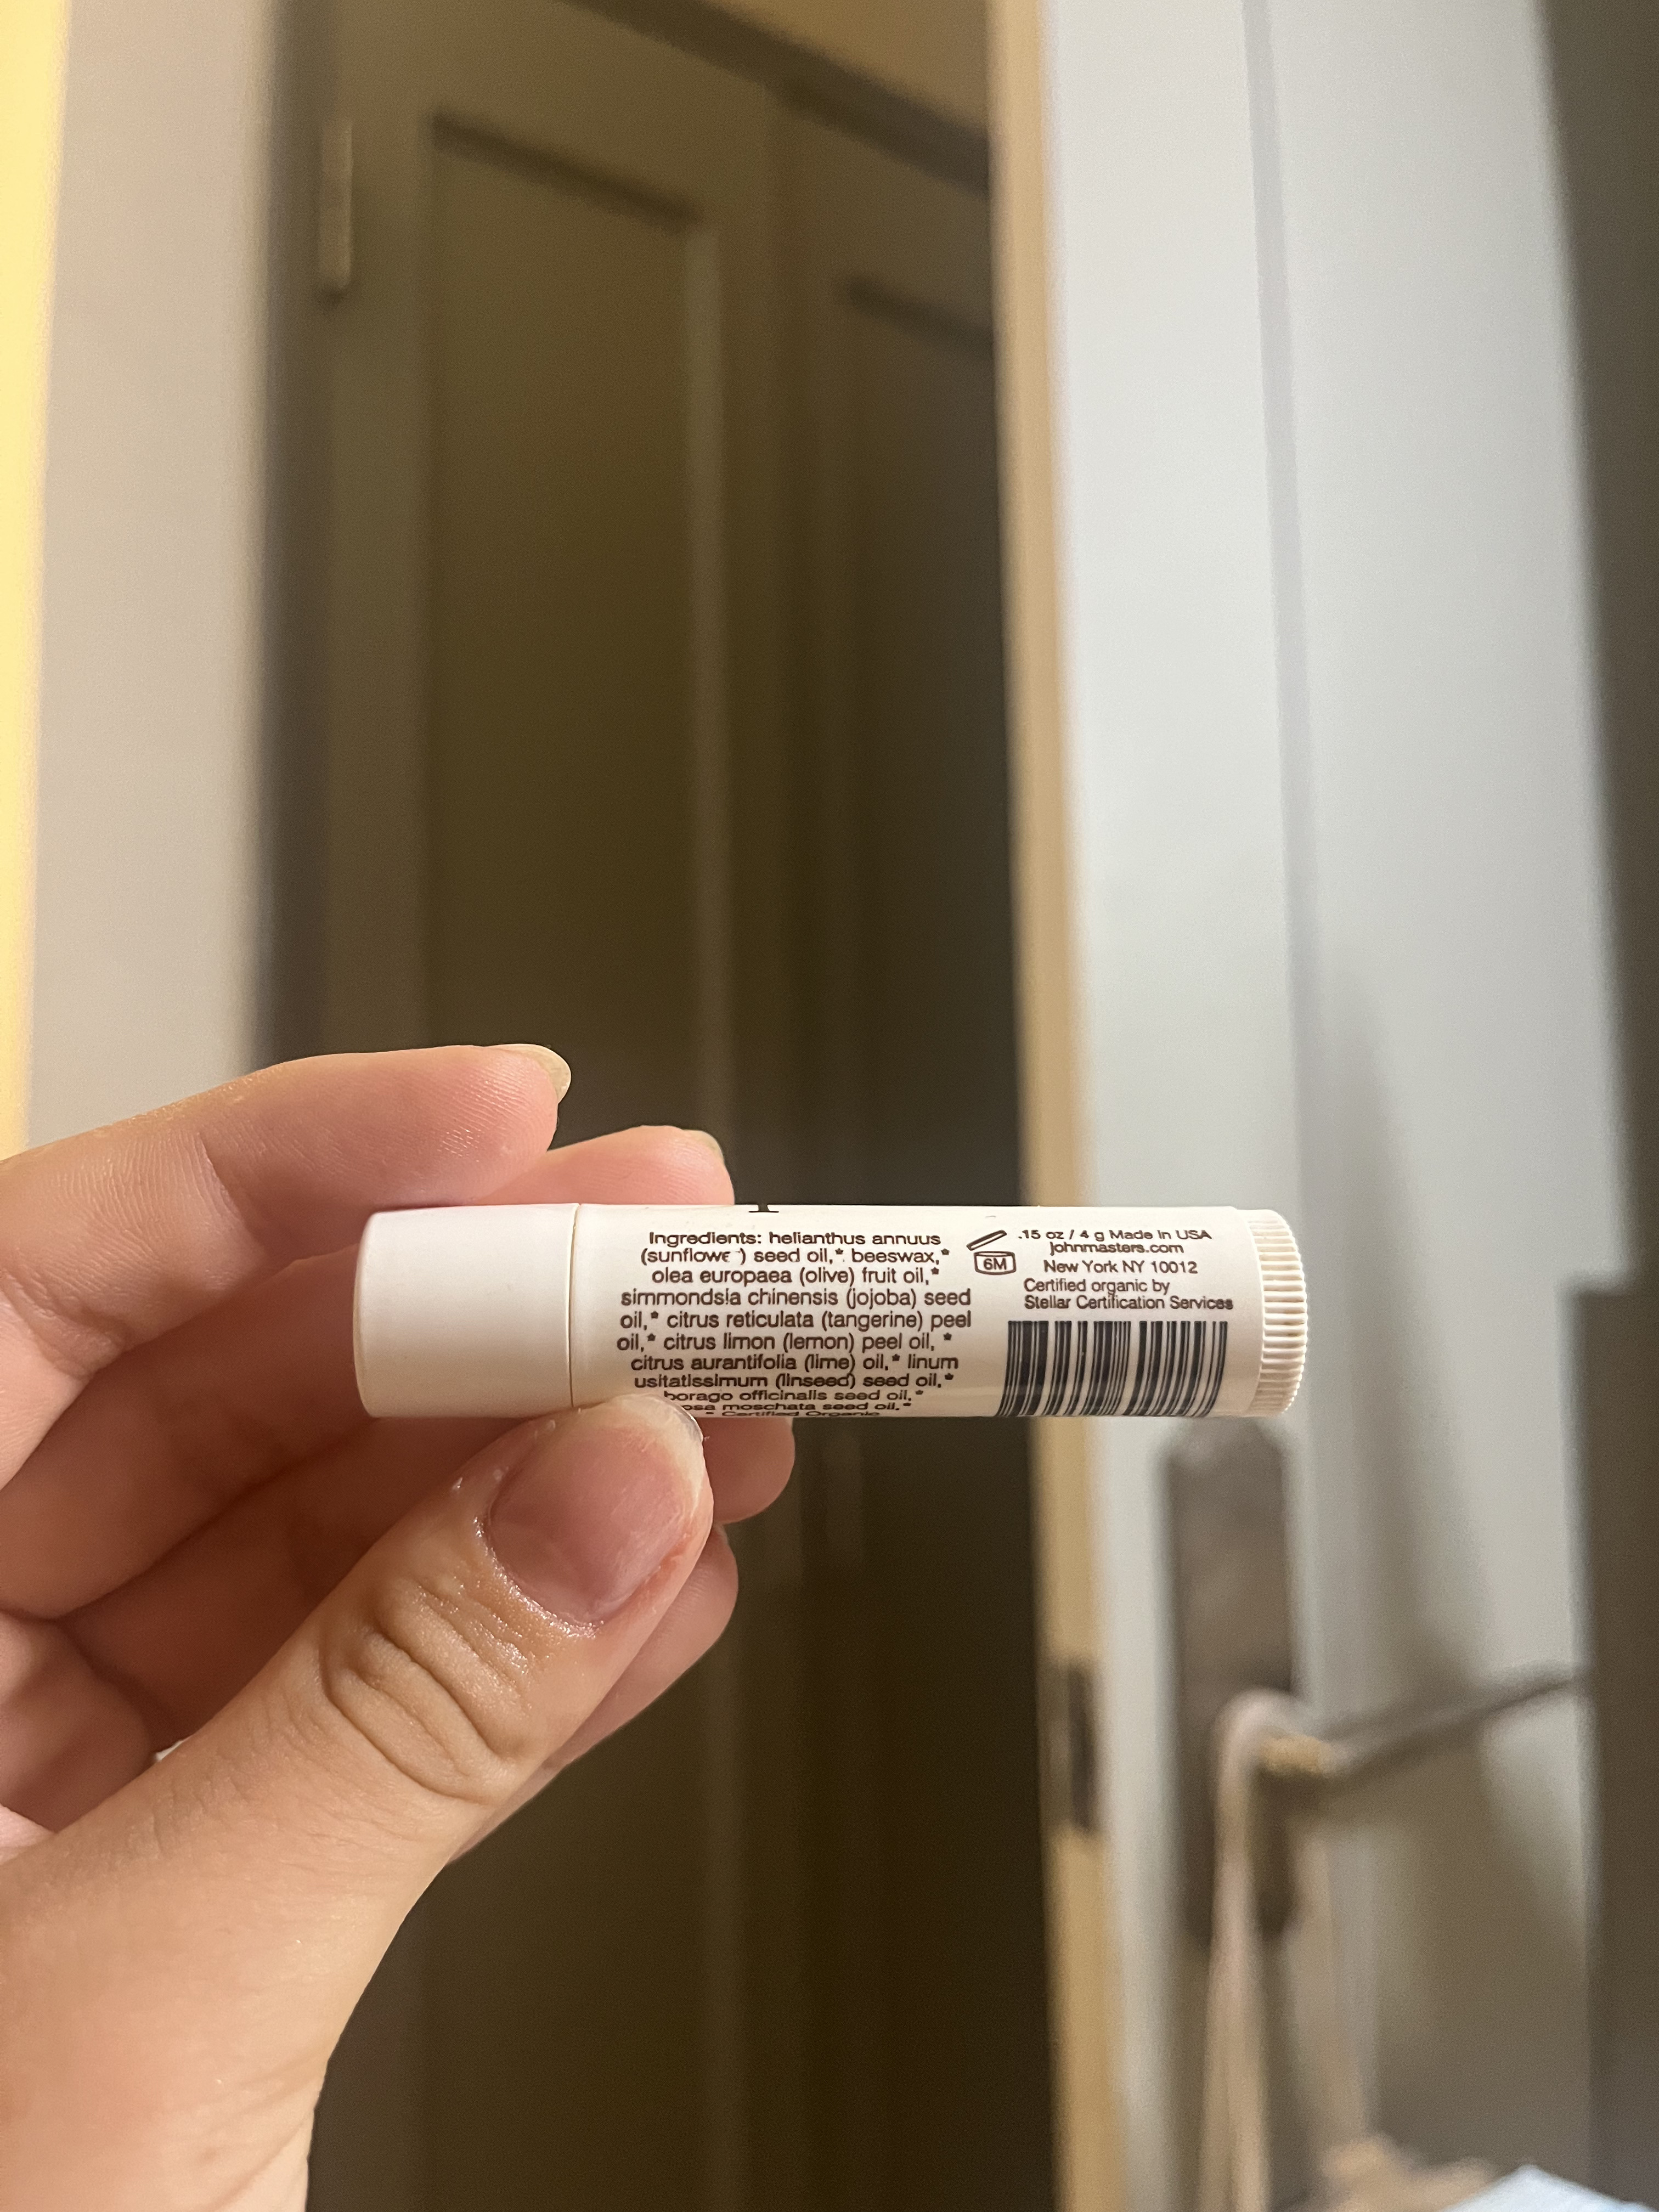 Ingredients: helianthus annuus
(sunflowe ) seed oil,* beeswax,*
olea europaea (olive) fruit oil,*
simmondsia chinensis (jojoba) seed
oil,* citrus reticulata (tangerine) peel
oil,* citrus limon (lemon) peel oil, *
citrus aurantifolia (lime) oil,* linum
usitatissimum (linseed) seed oil,*
borago officinalis seed oil,*
moschata seed oil,*
* Certified Organic
6M
.15 oz / 4 g Made in USA
johnmasters.com
New York NY 10012
Certified organic by
Stellar Certification Services